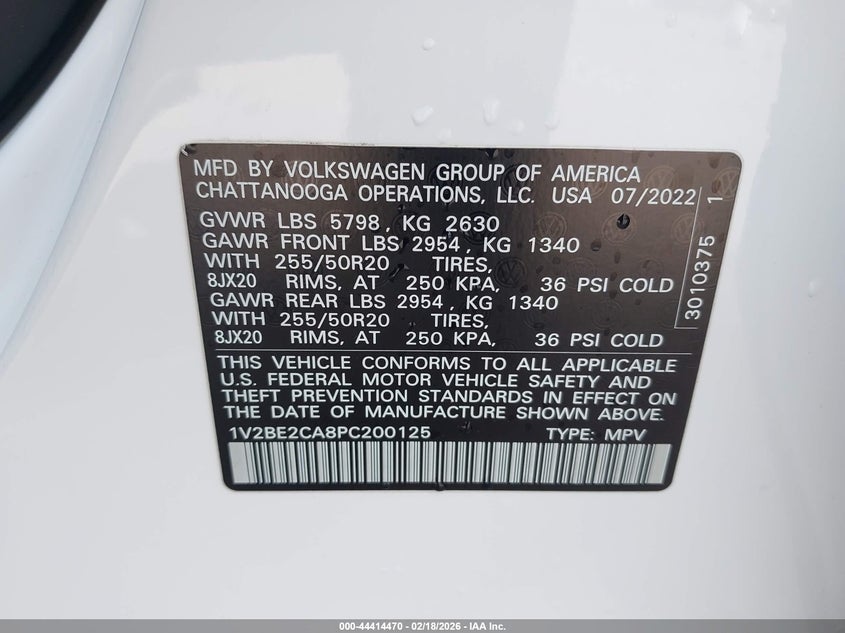 MFD BY VOLKSWAGEN GROUP OF AMERICA
CHATTANOOGA OPERATIONS, LLC. USA 07/2022
GVWR LBS 5798, KG 2630
GAWR FRONT LBS 2954, KG 1340
WITH 255/50R20 TIRES,
8JX20 RIMS, AT 250 KPA, 36 PSI COLD
GAWR REAR LBS 2954, KG 1340
WITH 255/50R20 TIRES,
8JX20 RIMS, AT 250 KPA, 36 PSI COLD
THIS VEHICLE CONFORMS TO ALL APPLICABLE
U.S. FEDERAL MOTOR VEHICLE SAFETY AND
THEFT PREVENTION STANDARDS IN EFFECT ON
THE DATE OF MANUFACTURE SHOWN ABOVE.
1V2BE2CA8PC200125 TYPE: MPV
3010375 1
000-44414470 - 02/18/2026 - IAA Inc.